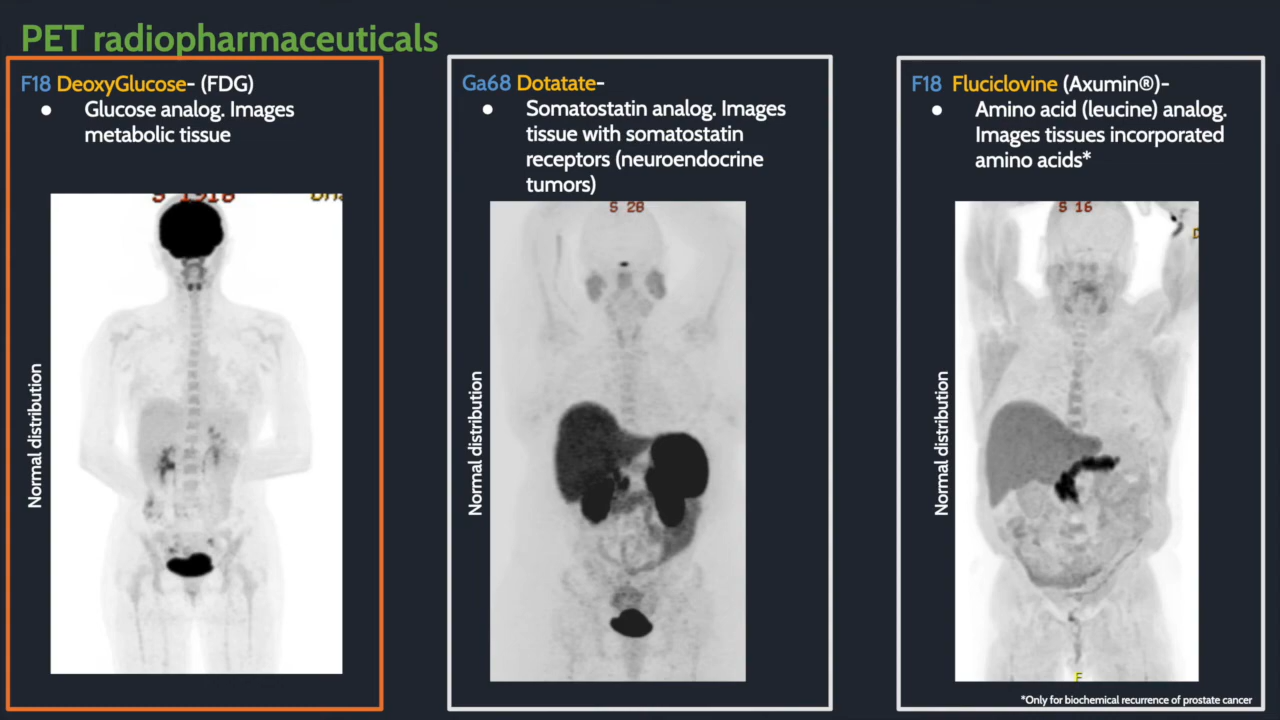 PET radiopharmaceuticals
F18 DeoxyGlucose- (FDG)
● Glucose analog. Images
metabolic tissue
Normal distribution
Ga68 Dotatate-
● Somatostatin analog. Images
tissue with somatostatin
receptors (neuroendocrine
tumors)
S 28
Normal distribution
F18 Fluciclovine (Axumin®)-
● Amino acid (leucine) analog.
Images tissues incorporated
amino acids*
S 16
D
Normal distribution
F
*Only for biochemical recurrence of prostate cancer